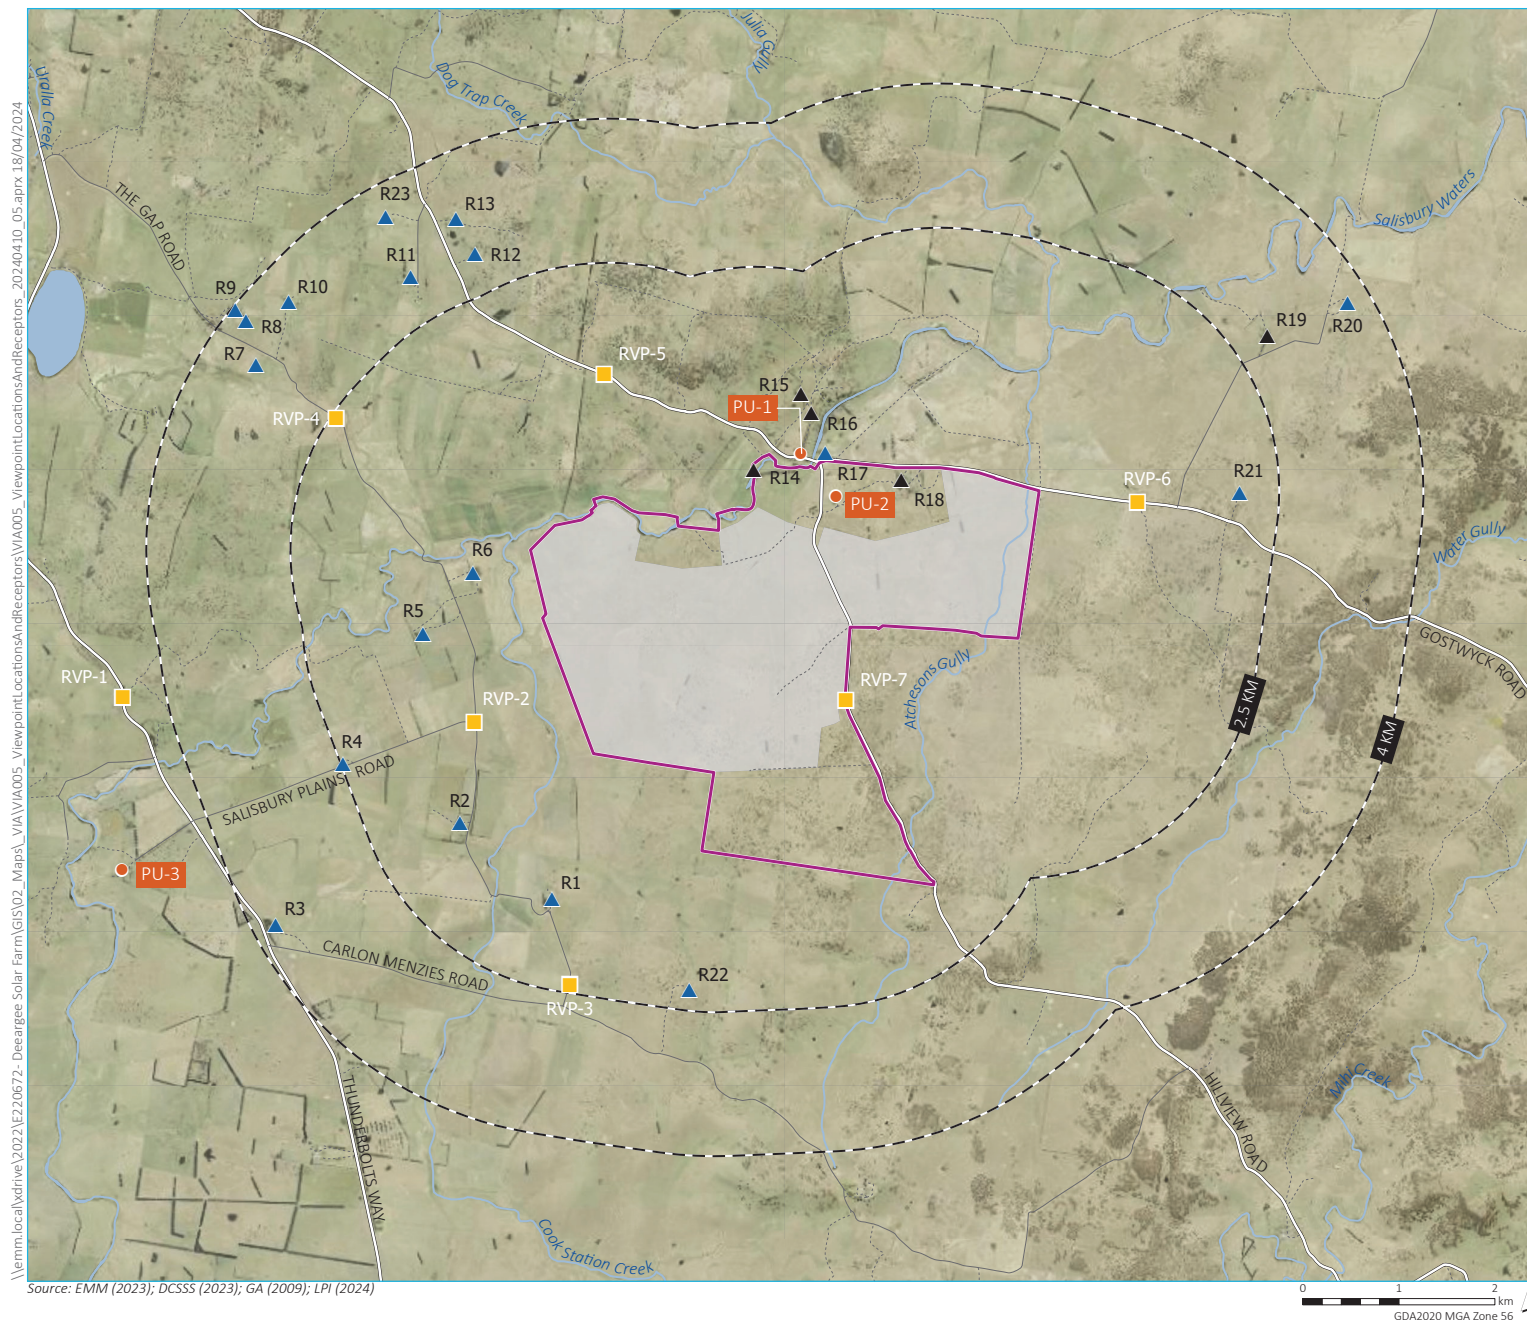 Julia Gully
Dog Trap Creek
Uralla Creek
THE GAP ROAD
Salisbury Waters
R23
R13
R12
R11
R9
R10
R8
R7
R19
R20
RVP-5
RVP-4
R15
PU-1
R16
R14
R17
R18
PU-2
RVP-6
R21
Water Gully
R6
R5
GOSTWYCK ROAD
RVP-1
RVP-2
RVP-7
Atchesons Gully
2.5 KM
4 KM
R4
SALISBURY PLAINS ROAD
R2
PU-3
R1
R3
CARLON MENZIES ROAD
R22
RVP-3
THUNDERBOLTS WAY
HILLVIEW ROAD
Mihi Creek
Cook Station Creek
\\emm.local\xdrive\2022\E220672- Deeargee Solar Farm\GIS\02_Maps\_VIA\VIA005_ViewpointLocationsAndReceptors\VIA005_ViewpointLocationsAndReceptors_20240410_05.aprx 18/04/2024
Source: EMM (2023); DCSSS (2023); GA (2009); LPI (2024)
0 1 2
km
GDA2020 MGA Zone 56